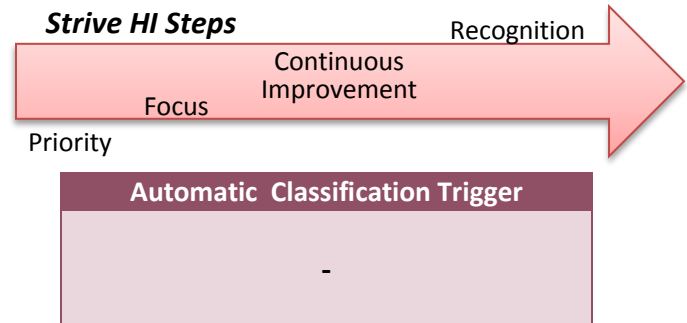 Strive HI Steps
Recognition
Continuous
Improvement
Focus
Priority
Automatic Classification Trigger
-